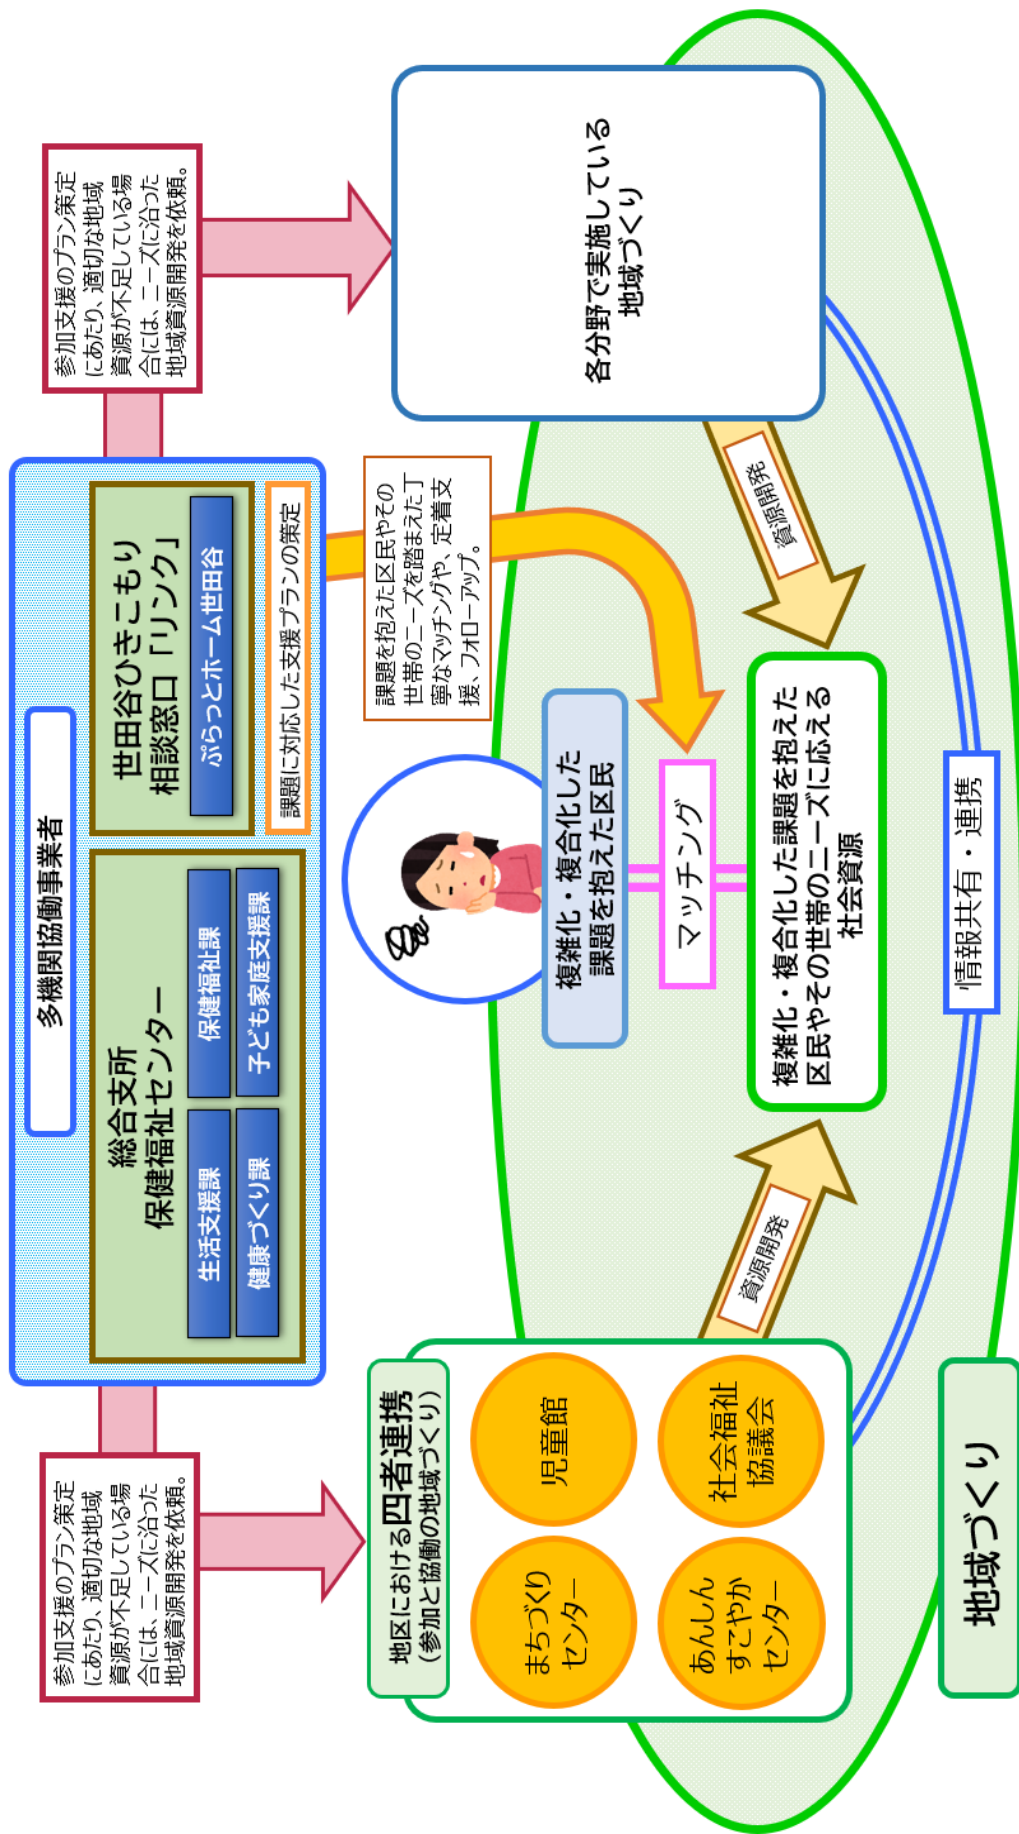 多機関協働事業者
総合支所
保健福祉センター
生活支援課
保健福祉課
健康づくり課
子ども家庭支援課
世田谷ひきこもり
相談窓口「リンク」
ぷらっとホーム世田谷
課題に対応した支援プランの策定
参加支援のプラン策定
にあたり、適切な地域
資源が不足している場
合には、ニーズに沿った
地域資源開発を依頼。
参加支援のプラン策定
にあたり、適切な地域
資源が不足している場
合には、ニーズに沿った
地域資源開発を依頼。
課題を抱えた区民やその
世帯のニーズを踏まえた丁
寧なマッチングや、定着支
援、フォローアップ。
地区における四者連携
（参加と協働の地域づくり）
まちづくり
センター
児童館
あんしん
すこやか
センター
社会福祉
協議会
複雑化・複合化した
課題を抱えた区民
マッチング
各分野で実施している
地域づくり
資源開発
資源開発
複雑化・複合化した課題を抱えた
区民やその世帯のニーズに応える
社会資源
情報共有・連携
地域づくり